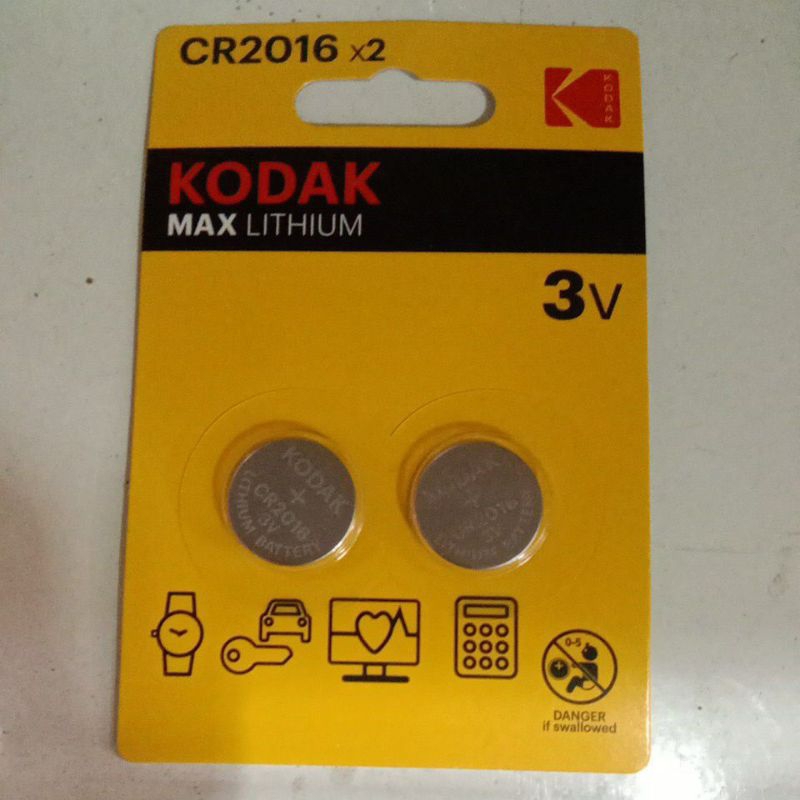 CR2016 x2
KODAK
KODAK
MAX LITHIUM
3V
KODAK
+
CR2016
3V
LITHIUM BATTERY
KODAK
+
CR2016
3V
LITHIUM BATTERY
0-5
DANGER
if swallowed